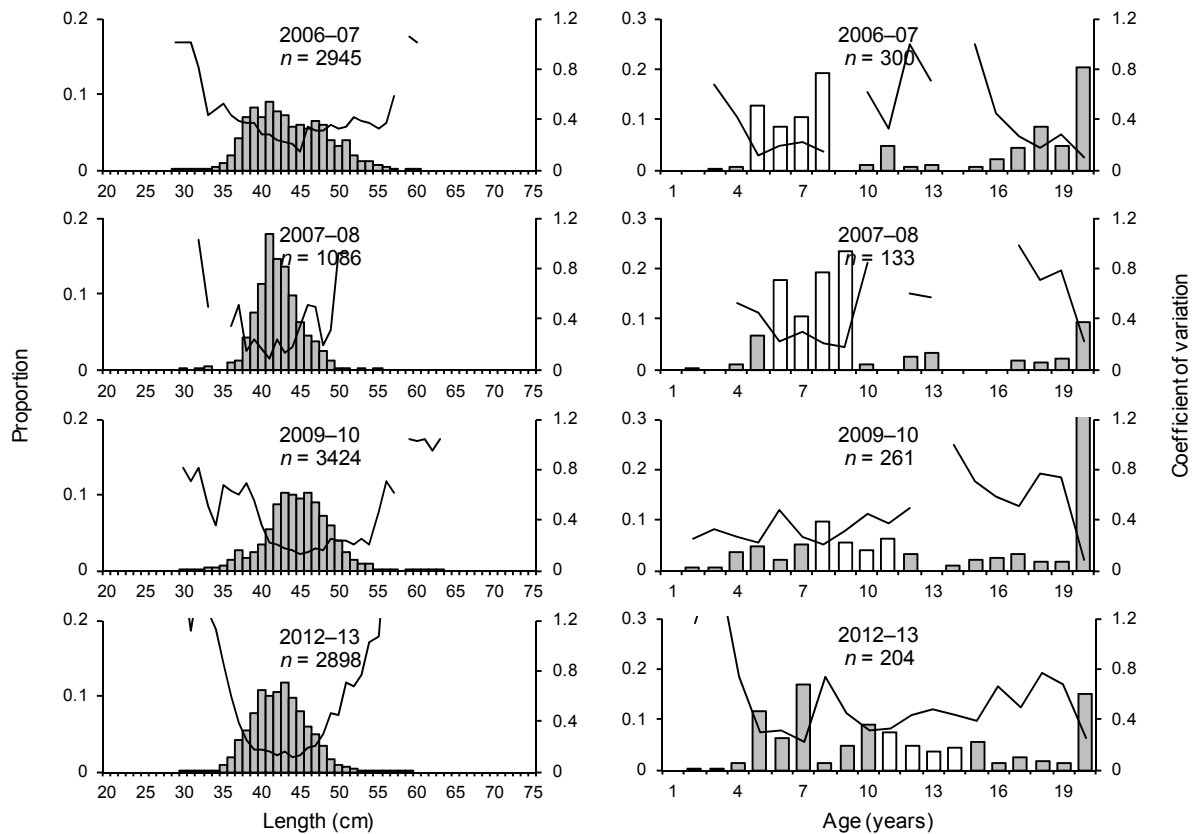 0.2 1.2 0.3 1.2
2006–07 2006–07
n = 2945 n = 300
0.8 0.2 0.8
0.1
0.4 0.1 0.4
0 0 0 0
20 25 30 35 40 45 50 55 60 65 70 75 1 4 7 10 13 16 19
0.2 1.2 0.3 1.2
2007–08 2007–08
n = 1086 n = 133
0.8 0.2 0.8
0.1
0.4 0.1 0.4
0 0 0 0
20 25 30 35 40 45 50 55 60 65 70 75 1 4 7 10 13 16 19
Proportion
Coefficient of variation
0.2 1.2 0.3 1.2
2009–10 2009–10
n = 3424 n = 261
0.8 0.2 0.8
0.1
0.4 0.1 0.4
0 0 0 0
20 25 30 35 40 45 50 55 60 65 70 75 1 4 7 10 13 16 19
0.2 1.2 0.3 1.2
2012–13 2012–13
n = 2898 n = 204
0.8 0.2 0.8
0.1
0.4 0.1 0.4
0 0 0 0
20 25 30 35 40 45 50 55 60 65 70 75 1 4 7 10 13 16 19
Length (cm) Age (years)